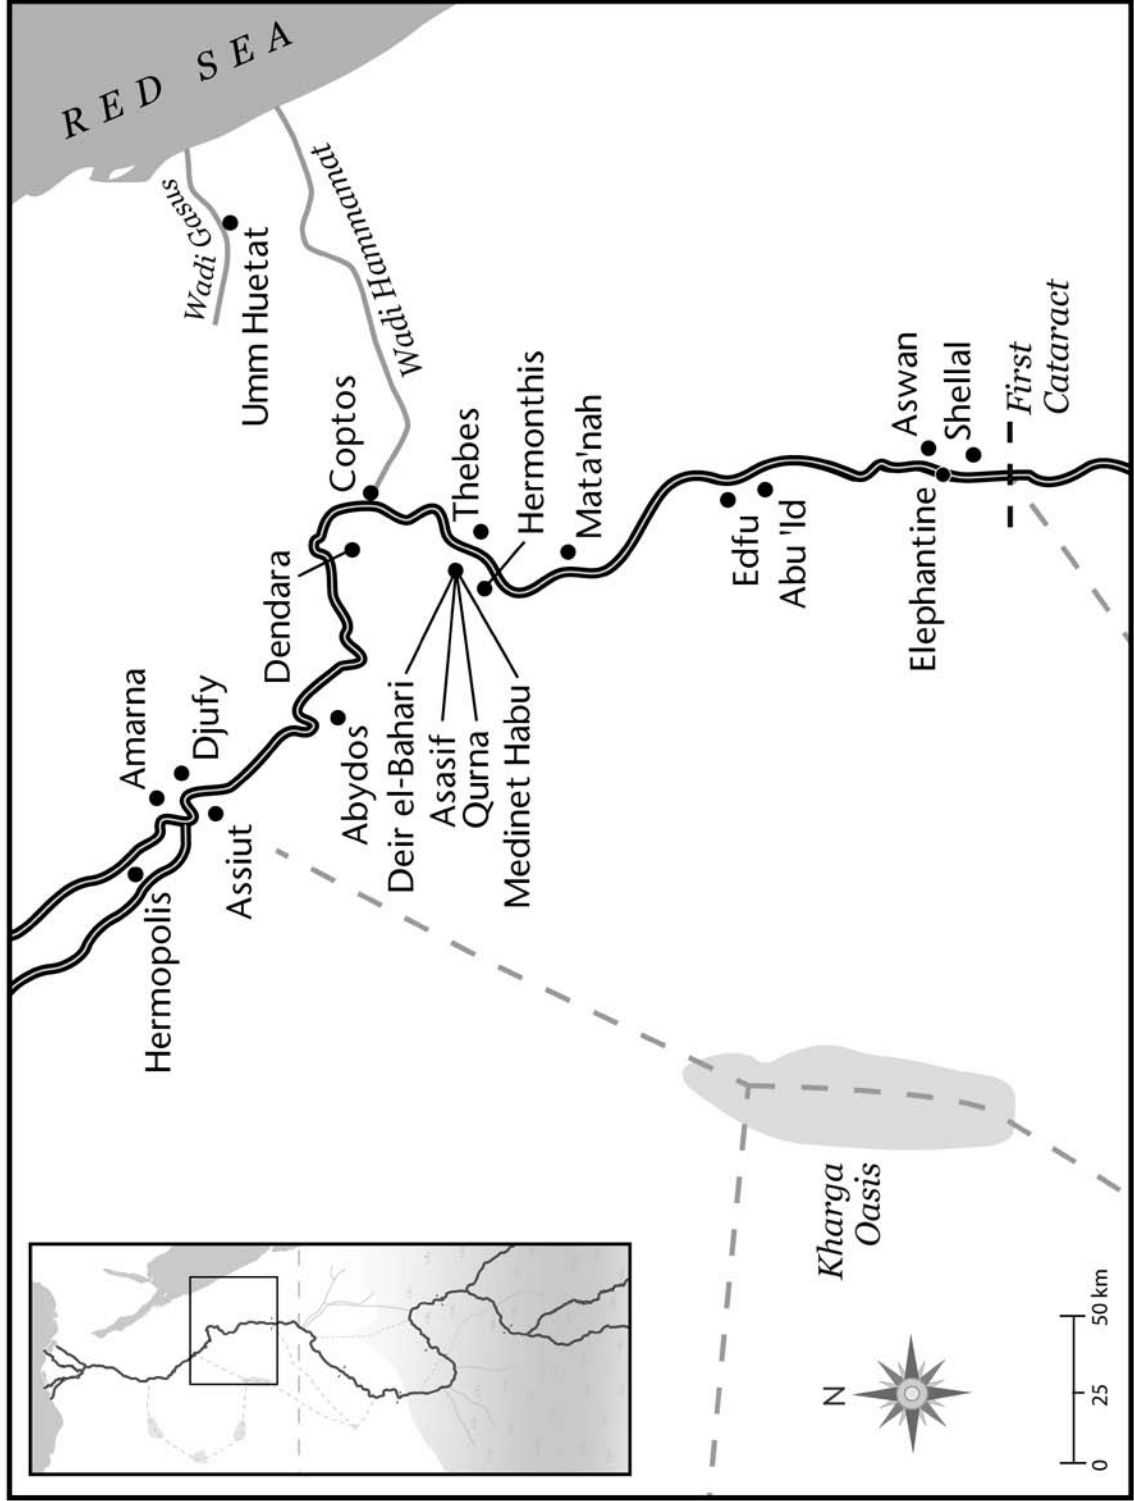 RED SEA
Wadi Gasus
Umm Huetat
Wadi Hammamat
Coptos
Dendara
Thebes
Hermonthis
Mata'nah
Amarna
Djufy
Hermopolis
Assiut
Abydos
Deir el-Bahari
Asasif
Qurna
Medinet Habu
Edfu
Abu 'Id
Aswan
Shellal
Elephantine
First
Cataract
Kharga
Oasis
N
0 25 50 km